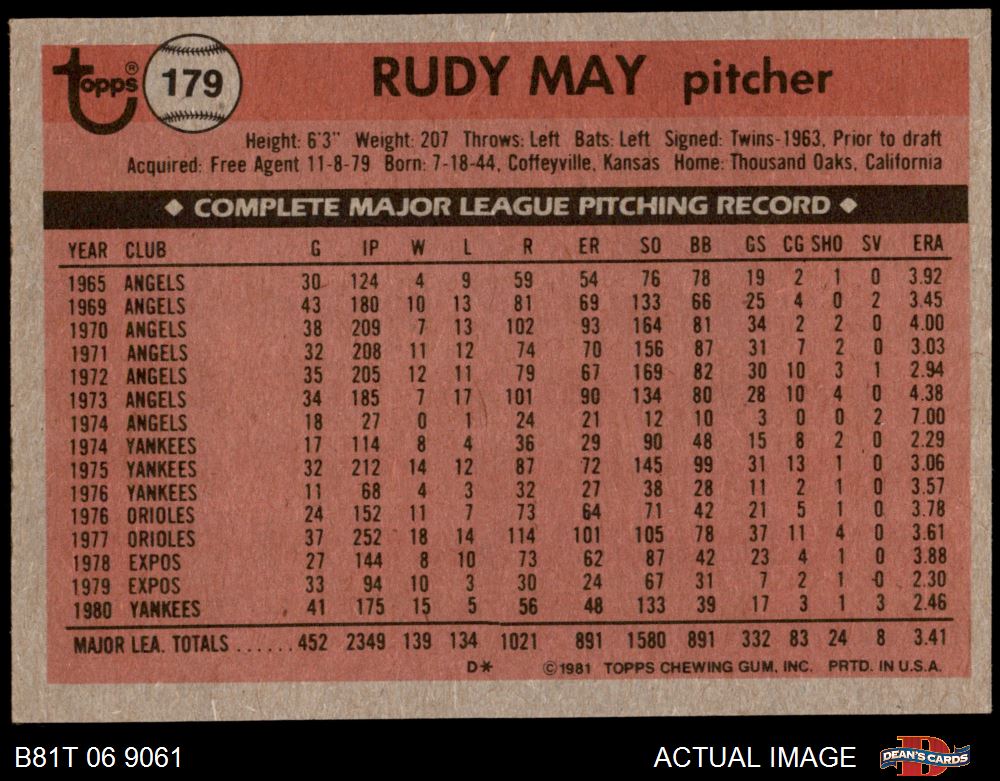 Topps® 179 RUDY MAY pitcher
Height: 6'3" Weight: 207 Throws: Left Bats: Left Signed: Twins-1963, Prior to draft
Acquired: Free Agent 11-8-79 Born: 7-18-44, Coffeyville, Kansas Home: Thousand Oaks, California
◆ COMPLETE MAJOR LEAGUE PITCHING RECORD ◆
YEAR CLUB G IP W L R ER SO BB GS CG SHO SV ERA
1965 ANGELS 30 124 4 9 59 54 76 78 19 2 1 0 3.92
1969 ANGELS 43 180 10 13 81 69 133 66 25 4 0 2 3.45
1970 ANGELS 38 209 7 13 102 93 164 81 34 2 2 0 4.00
1971 ANGELS 32 208 11 12 74 70 156 87 31 7 2 0 3.03
1972 ANGELS 35 205 12 11 79 67 169 82 30 10 3 1 2.94
1973 ANGELS 34 185 7 17 101 90 134 80 28 10 4 0 4.38
1974 ANGELS 18 27 0 1 24 21 12 10 3 0 0 2 7.00
1974 YANKEES 17 114 8 4 36 29 90 48 15 8 2 0 2.29
1975 YANKEES 32 212 14 12 87 72 145 99 31 13 1 0 3.06
1976 YANKEES 11 68 4 3 32 27 38 28 11 2 1 0 3.57
1976 ORIOLES 24 152 11 7 73 64 71 42 21 5 1 0 3.78
1977 ORIOLES 37 252 18 14 114 101 105 78 37 11 4 0 3.61
1978 EXPOS 27 144 8 10 73 62 87 42 23 4 1 0 3.88
1979 EXPOS 33 94 10 3 30 24 67 31 7 2 1 0 2.30
1980 YANKEES 41 175 15 5 56 48 133 39 17 3 1 3 2.46
MAJOR LEA. TOTALS ...... 452 2349 139 134 1021 891 1580 891 332 83 24 8 3.41
D* ©1981 TOPPS CHEWING GUM, INC. PRTD. IN U.S.A.
B81T 06 9061 ACTUAL IMAGE DEAN'S CARDS